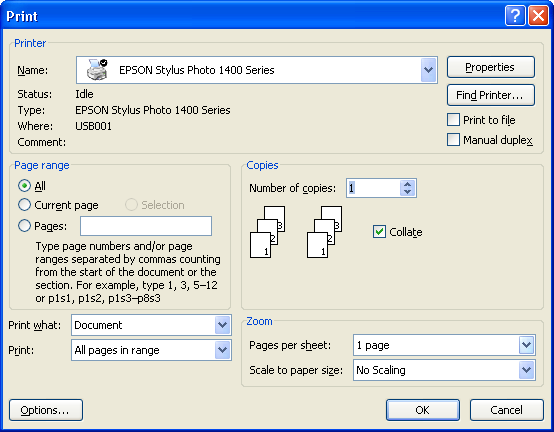 Print
Printer
Name: EPSON Stylus Photo 1400 Series
Properties
Status: Idle
Find Printer...
Type: EPSON Stylus Photo 1400 Series
Where: USB001
Print to file
Comment:
Manual duplex
Page range
All
Current page Selection
Pages:
Type page numbers and/or page
ranges separated by commas counting
from the start of the document or the
section. For example, type 1, 3, 5–12
or p1s1, p1s2, p1s3–p8s3
Copies
Number of copies: 1
3 3
2 2
1 1
Collate
Print what: Document
Print: All pages in range
Zoom
Pages per sheet: 1 page
Scale to paper size: No Scaling
Options...
OK
Cancel